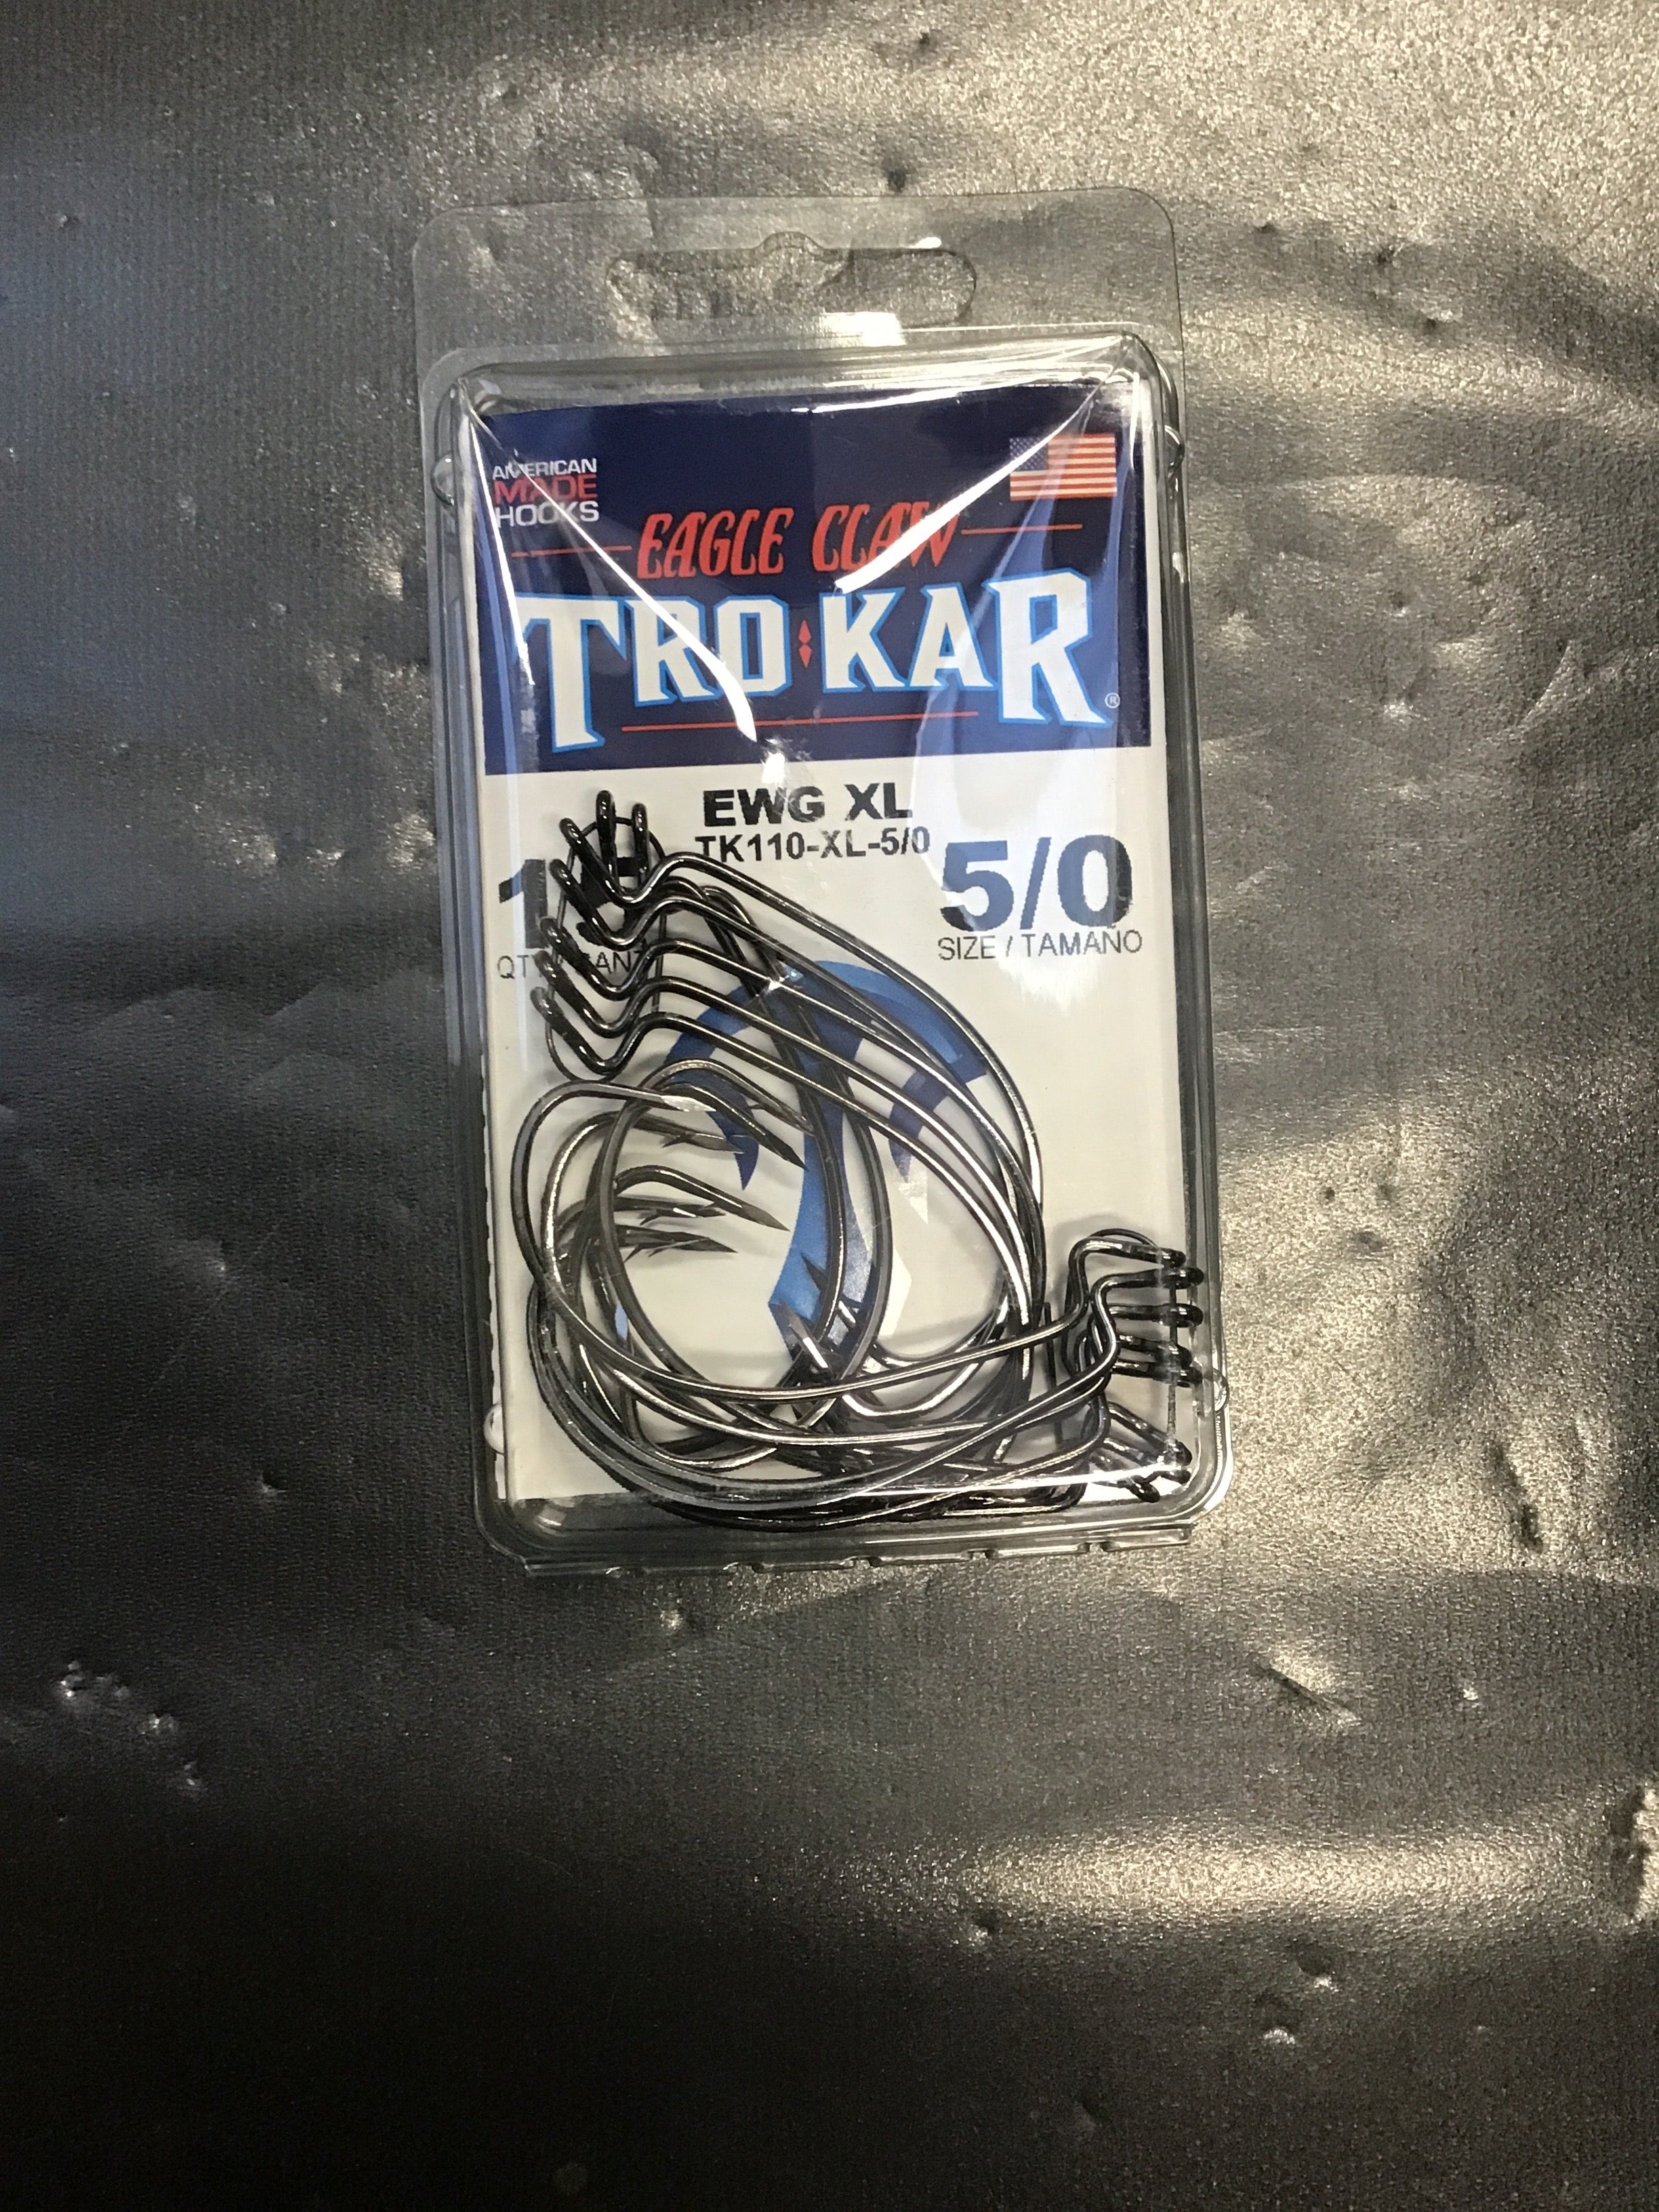 AMERICAN
MADE
HOOKS
EAGLE CLAW
TRO KAR®
EWG XL
TK110-XL-5/0
5/0
SIZE / TAMAÑO